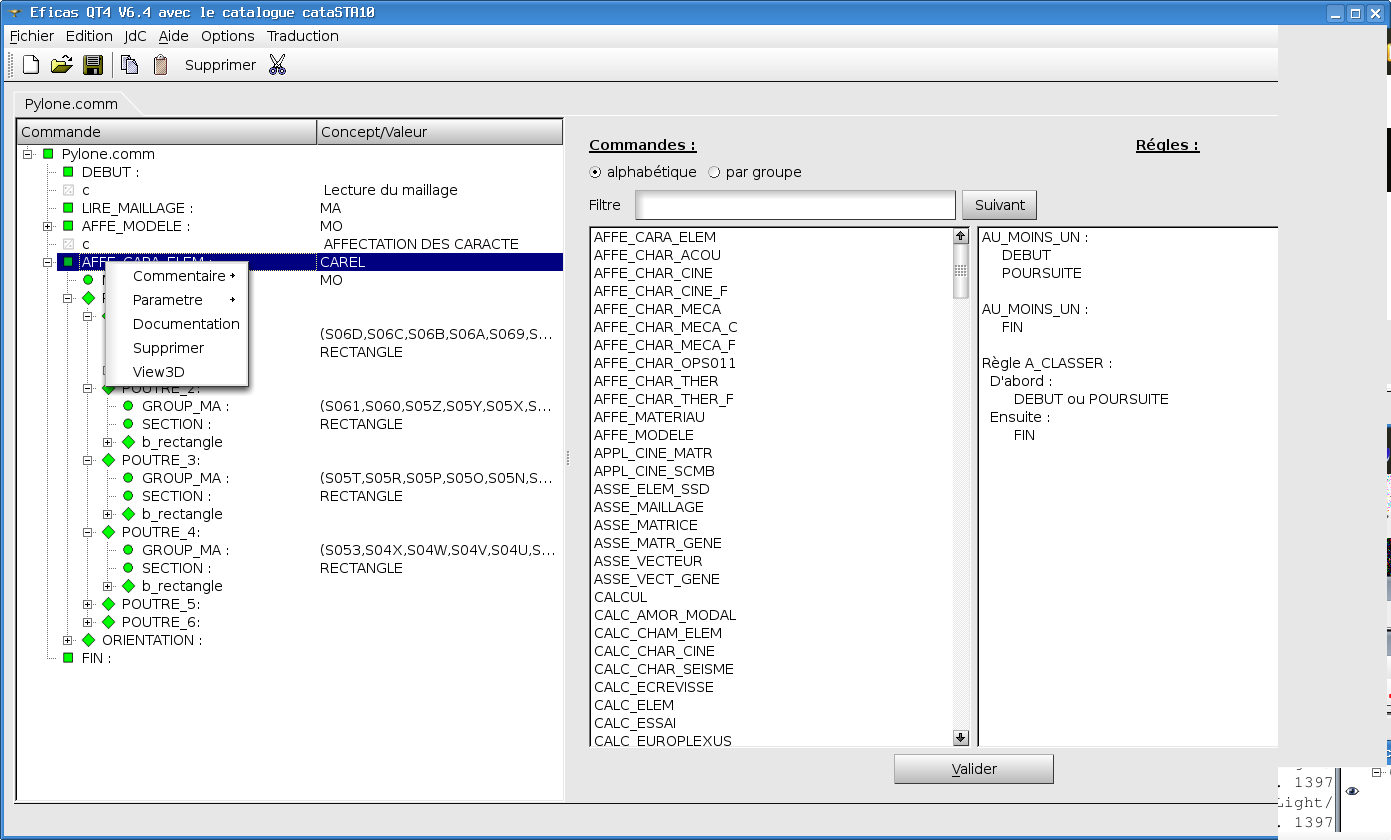 Eficas QT4 V6.4 avec le catalogue cataSTA10
Fichier Edition JdC Aide Options Traduction
Supprimer
Pylone.comm
Commande Concept/Valeur
Pylone.comm
DEBUT :
c Lecture du maillage
LIRE_MAILLAGE : MA
AFFE_MODELE : MO
c AFFECTATION DES CARACTE
AFFE_CARA_ELEM : CAREL
MO
(S06D,S06C,S06B,S06A,S069,S...
RECTANGLE
POUTRE_2:
GROUP_MA : (S061,S060,S05Z,S05Y,S05X,S...
SECTION : RECTANGLE
b_rectangle
POUTRE_3:
GROUP_MA : (S05T,S05R,S05P,S05O,S05N,S...
SECTION : RECTANGLE
b_rectangle
POUTRE_4:
GROUP_MA : (S053,S04X,S04W,S04V,S04U,S...
SECTION : RECTANGLE
b_rectangle
POUTRE_5:
POUTRE_6:
ORIENTATION :
FIN :
Commentaire
Parametre
Documentation
Supprimer
View3D
Commandes :
alphabétique par groupe
Filtre Suivant
AFFE_CARA_ELEM
AFFE_CHAR_ACOU
AFFE_CHAR_CINE
AFFE_CHAR_CINE_F
AFFE_CHAR_MECA
AFFE_CHAR_MECA_C
AFFE_CHAR_MECA_F
AFFE_CHAR_OPS011
AFFE_CHAR_THER
AFFE_CHAR_THER_F
AFFE_MATERIAU
AFFE_MODELE
APPL_CINE_MATR
APPL_CINE_SCMB
ASSE_ELEM_SSD
ASSE_MAILLAGE
ASSE_MATRICE
ASSE_MATR_GENE
ASSE_VECTEUR
ASSE_VECT_GENE
CALCUL
CALC_AMOR_MODAL
CALC_CHAM_ELEM
CALC_CHAR_CINE
CALC_CHAR_SEISME
CALC_ECREVISSE
CALC_ELEM
CALC_ESSAI
CALC_EUROPLEXUS
Régles :
AU_MOINS_UN :
DEBUT
POURSUITE
AU_MOINS_UN :
FIN
Règle A_CLASSER :
D'abord :
DEBUT ou POURSUITE
Ensuite :
FIN
Valider
. 1397
Light/
. 1397